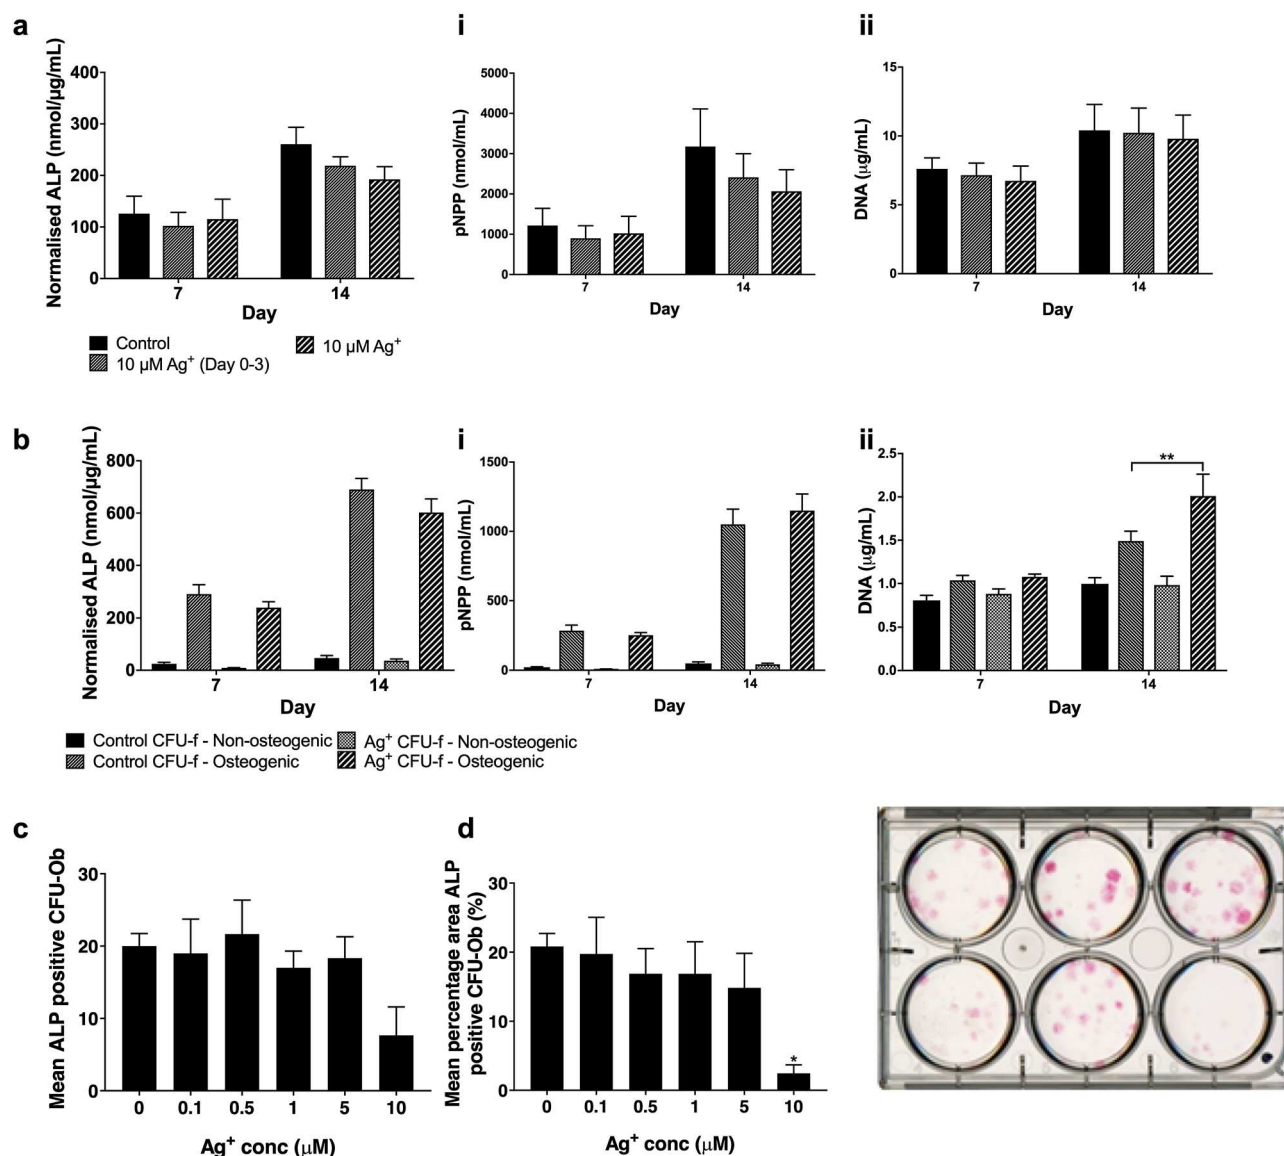 a
Normalised ALP (nmol/µg/mL)
400
300
200
100
0
7
14
Day
Control
10 µM Ag⁺ (Day 0-3)
10 µM Ag⁺
i
pNPP (nmol/mL)
5000
4000
3000
2000
1000
0
7
14
Day
ii
DNA (µg/mL)
15
10
5
0
7
14
Day
b
Normalised ALP (nmol/µg/mL)
800
600
400
200
0
7
14
Day
Control CFU-f - Non-osteogenic
Control CFU-f - Osteogenic
Ag⁺ CFU-f - Non-osteogenic
Ag⁺ CFU-f - Osteogenic
i
pNPP (nmol/mL)
1500
1000
500
0
7
14
Day
ii
DNA (µg/mL)
2.5
2.0
1.5
1.0
0.5
0.0
**
7
14
Day
c
Mean ALP positive CFU-Ob
30
20
10
0
0 0.1 0.5 1 5 10
Ag⁺ conc (µM)
d
Mean percentage area ALP
positive CFU-Ob (%)
30
20
10
0
*
0 0.1 0.5 1 5 10
Ag⁺ conc (µM)